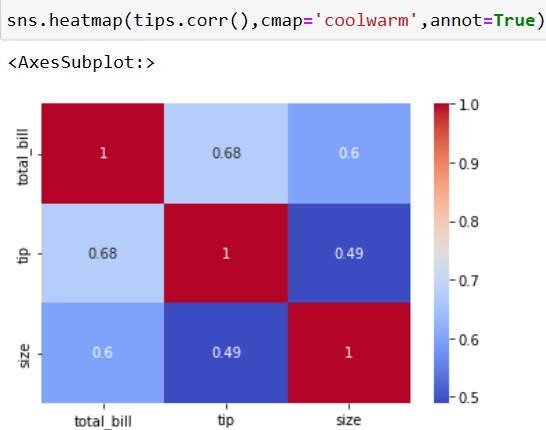 sns.heatmap(tips.corr(),cmap='coolwarm',annot=True)
<AxesSubplot:>
total_bill
1
0.68
0.6
tip
0.68
1
0.49
size
0.6
0.49
1
total_bill
tip
size
1.0
0.9
0.8
0.7
0.6
0.5